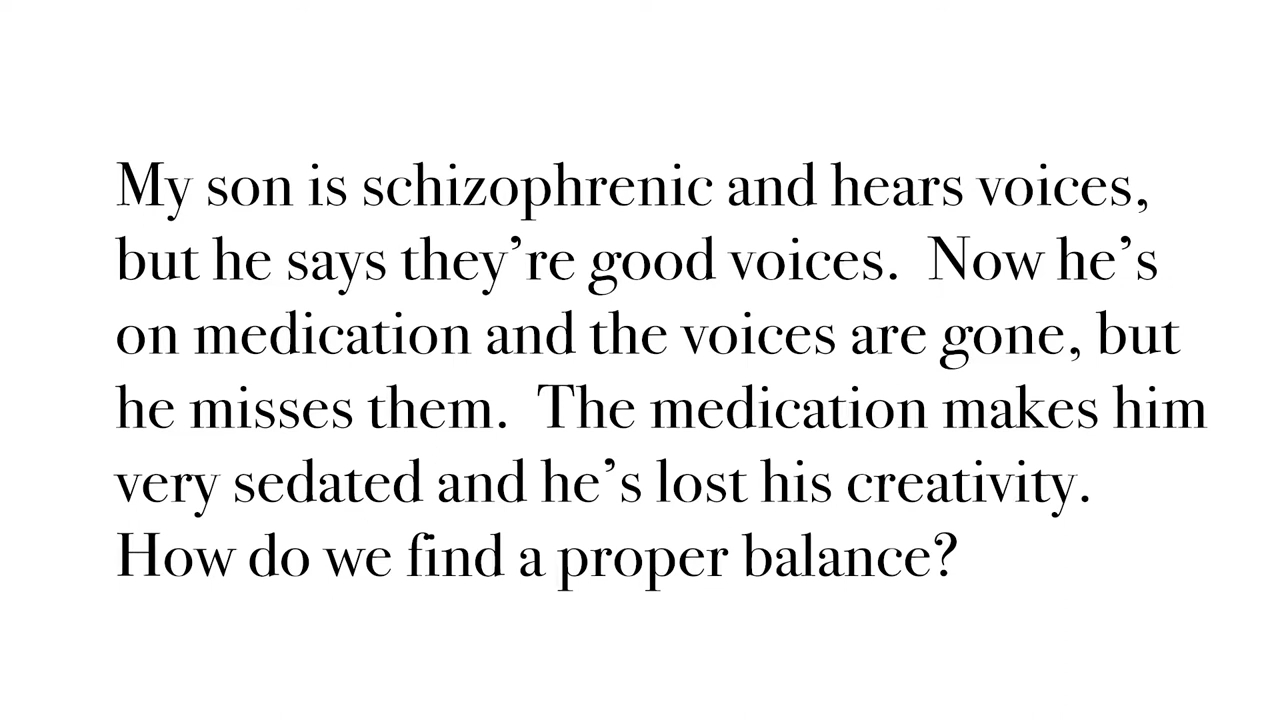 My son is schizophrenic and hears voices,
but he says they’re good voices.  Now he’s
on medication and the voices are gone, but
he misses them.  The medication makes him
very sedated and he’s lost his creativity.
How do we find a proper balance?